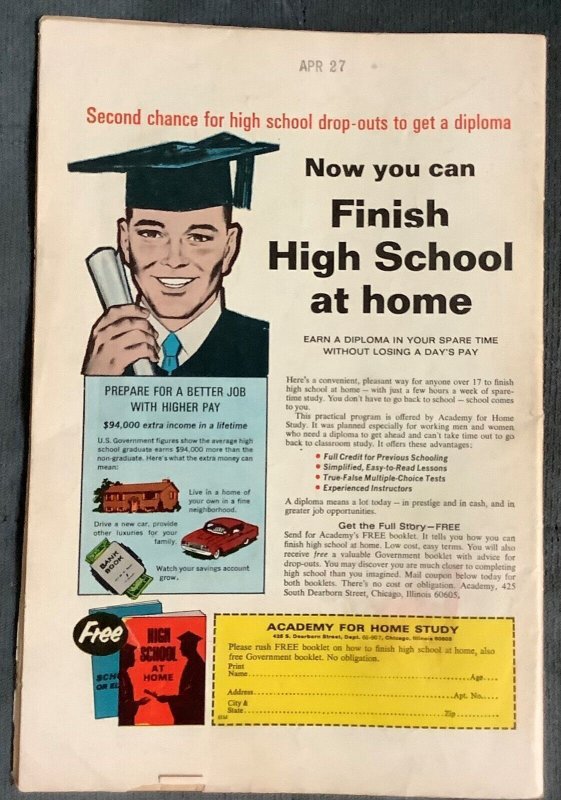 APR 27
Second chance for high school drop-outs to get a diploma
Now you can
Finish
High School
at home
EARN A DIPLOMA IN YOUR SPARE TIME
WITHOUT LOSING A DAY'S PAY
PREPARE FOR A BETTER JOB
WITH HIGHER PAY
$94,000 extra income in a lifetime
U.S. Government figures show the average high
school graduate earns $94,000 more than the
non-graduate. Here's what the extra money can
mean:
Live in a home of
your own in a fine
neighborhood.
Drive a new car, provide
other luxuries for your
family.
BANK
BOOK
Watch your savings account
grow.
Here's a convenient, pleasant way for anyone over 17 to finish
high school at home — with just a few hours a week of spare-
time study. You don't have to go back to school — school comes
to you.
This practical program is offered by Academy for Home
Study. It was planned especially for working men and women
who need a diploma to get ahead and can't take time out to go
back to classroom study. It offers these advantages:
• Full Credit for Previous Schooling
• Simplified, Easy-to-Read Lessons
• True-False Multiple-Choice Tests
• Experienced Instructors
A diploma means a lot today — in prestige and in cash, and in
greater job opportunities.
Get the Full Story—FREE
Send for Academy's FREE booklet. It tells you how you can
finish high school at home. Low cost, easy terms. You will also
receive free a valuable Government booklet with advice for
drop-outs. You may discover you are much closer to completing
high school than you imagined. Mail coupon below today for
both booklets. There's no cost or obligation. Academy, 425
South Dearborn Street, Chicago, Illinois 60605.
Free
HIGH
SCHOOL
AT
HOME
SCH
OR EL
ACADEMY FOR HOME STUDY
425 S. Dearborn Street, Dept. Chicago, Illinois 60605
Please rush FREE booklet on how to finish high school at home, also
free Government booklet. No obligation.
Print
Name Age
Address Apt. No.
City &
State Zip